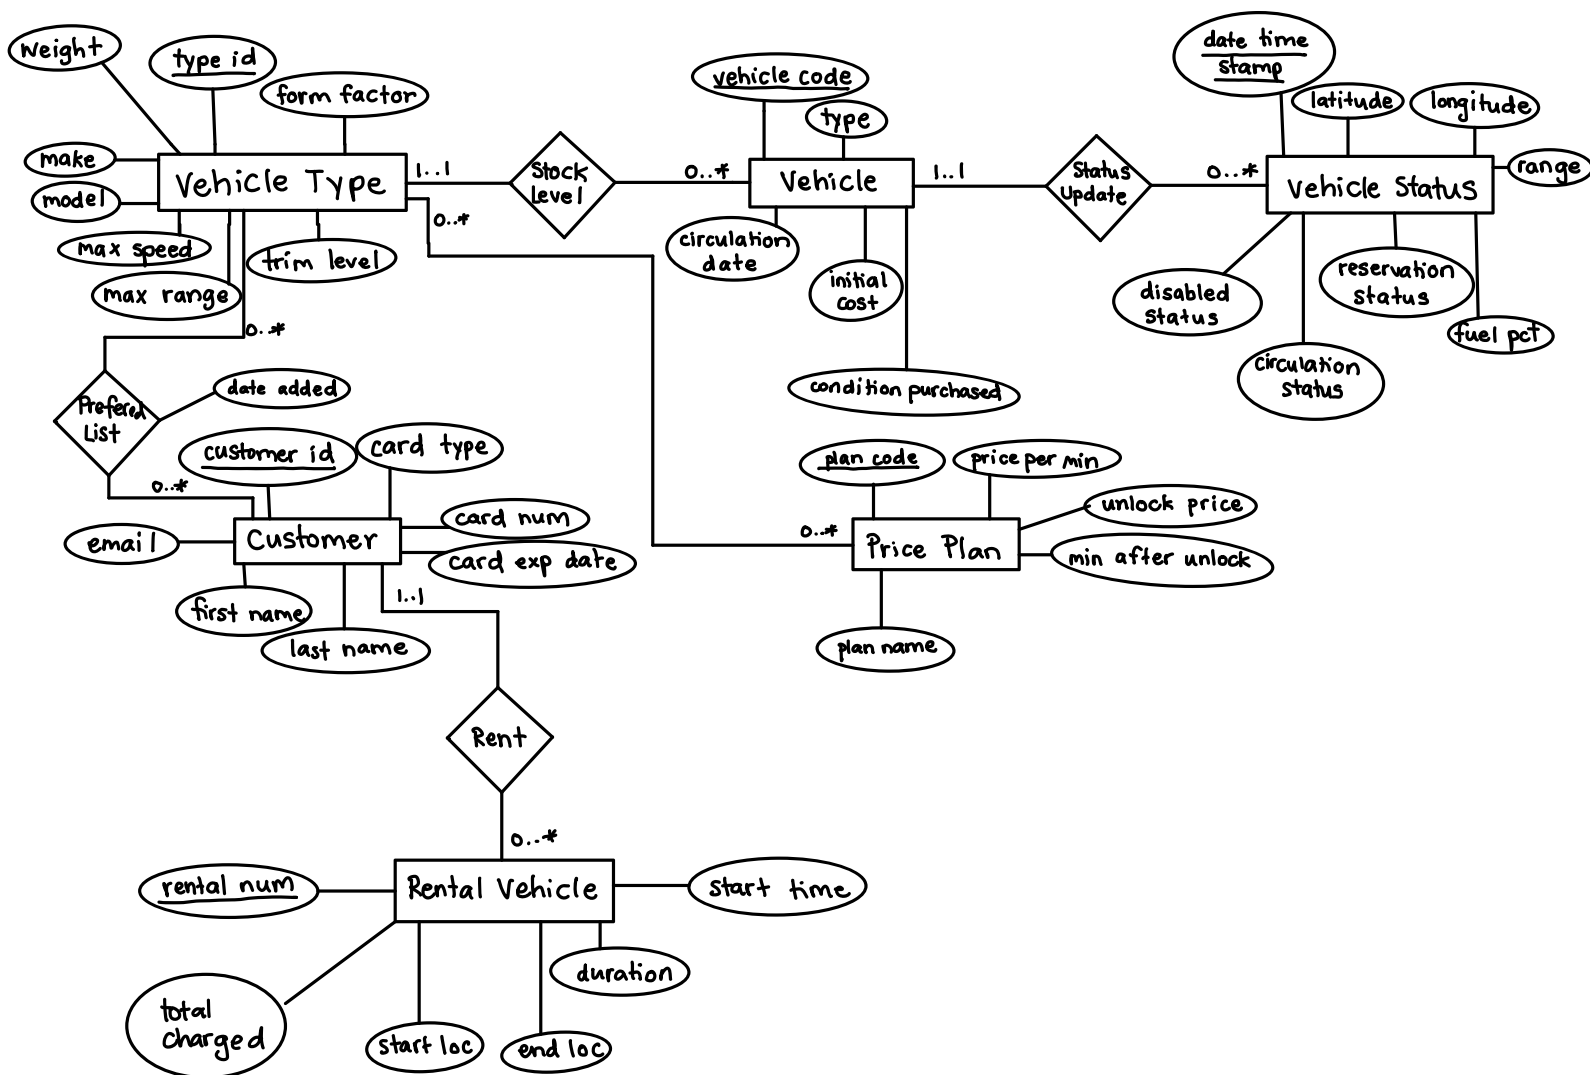 weight
type id
form factor
make
model
Vehicle Type
max speed
max range
trim level
1..1
0..*
0..*
Stock
Level
0..*
vehicle code
type
Vehicle
circulation
date
initial
cost
condition purchased
1..1
Status
Update
0..*
date time
stamp
latitude
longitude
range
Vehicle Status
disabled
status
circulation
status
reservation
status
fuel pct
Prefered
List
date added
0..*
customer id
card type
card num
card exp date
email
Customer
first name
last name
1..1
plan code
price per min
unlock price
min after unlock
0..*
Price Plan
plan name
Rent
0..*
rental num
Rental Vehicle
start time
total
charged
start loc
end loc
duration